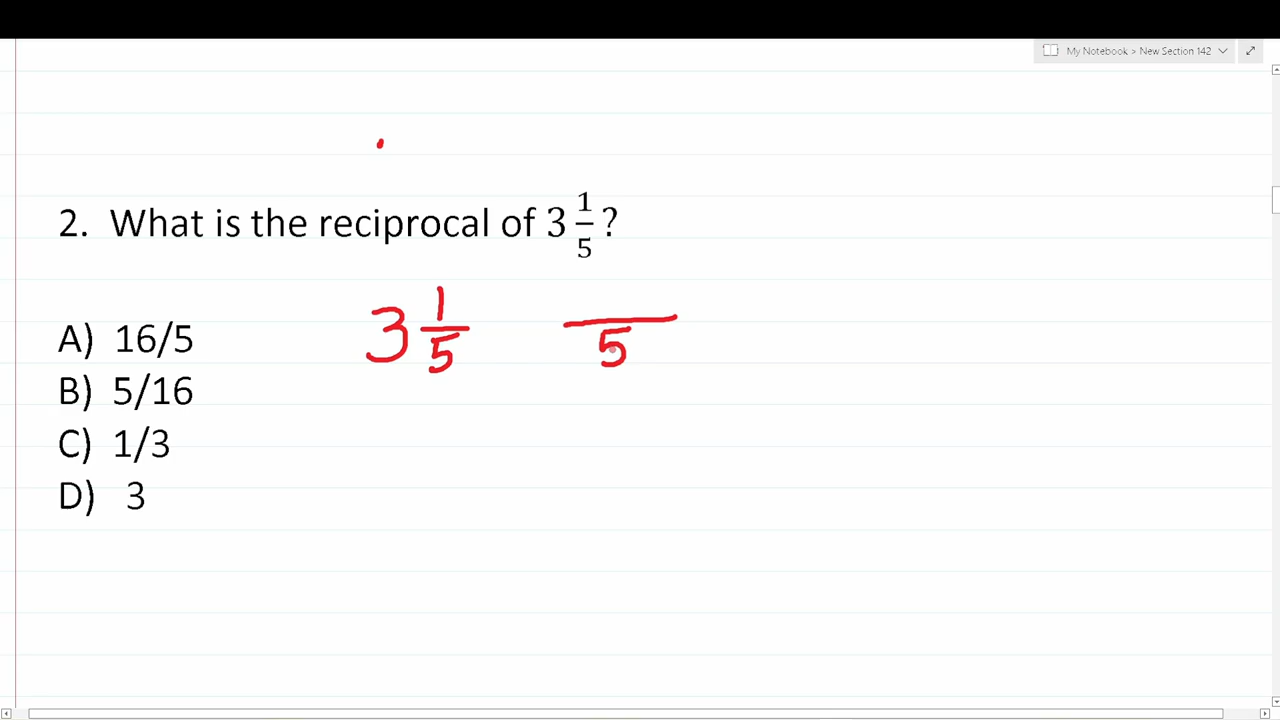 My Notebook > New Section 142
2. What is the reciprocal of 3 1/5?
3 1/5 /5
A) 16/5
B) 5/16
C) 1/3
D) 3